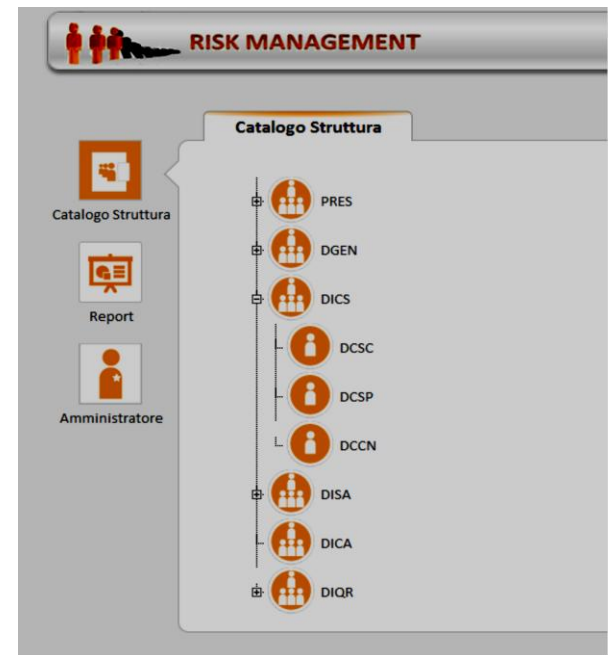 RISK MANAGEMENT
Catalogo Struttura
Catalogo Struttura
Report
Amministratore
PRES
DGEN
DICS
DCSC
DCSP
DCCN
DISA
DICA
DIQR